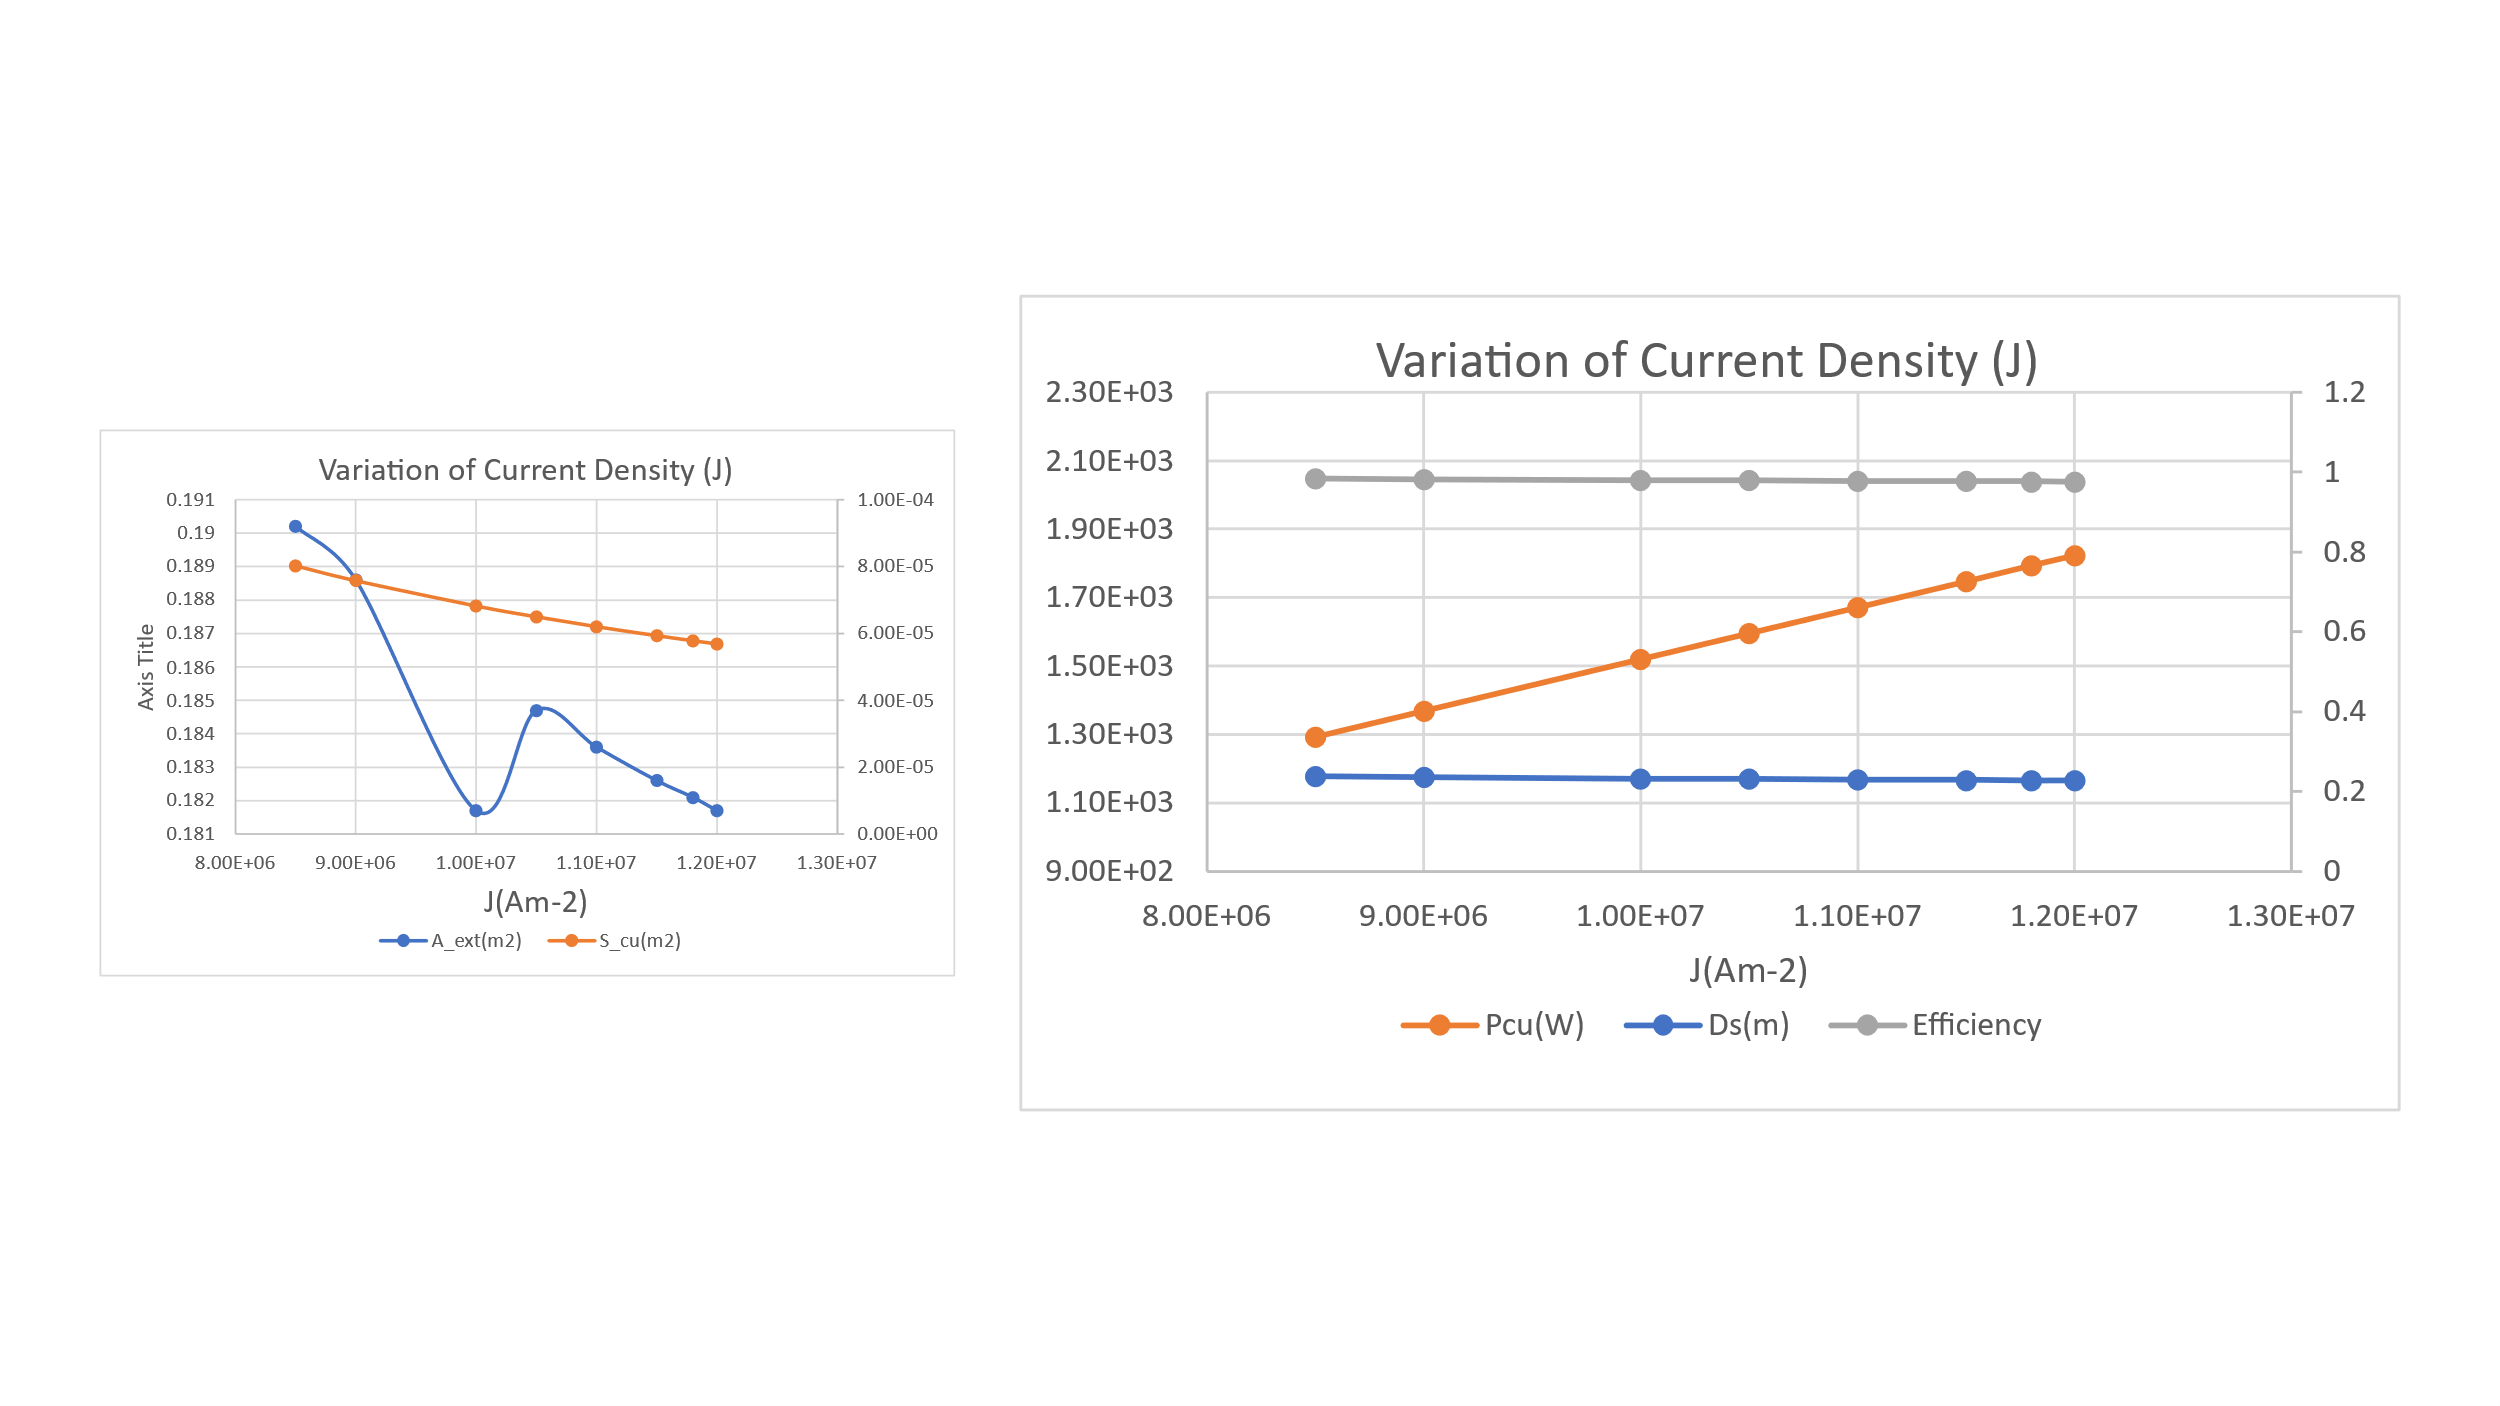 Variation of Current Density (J)
0.191
0.19
0.189
0.188
0.187
0.186
0.185
0.184
0.183
0.182
0.181
Axis Title
1.00E-04
8.00E-05
6.00E-05
4.00E-05
2.00E-05
0.00E+00
8.00E+06 9.00E+06 1.00E+07 1.10E+07 1.20E+07 1.30E+07
J(Am-2)
A_ext(m2) S_cu(m2)
Variation of Current Density (J)
2.30E+03
2.10E+03
1.90E+03
1.70E+03
1.50E+03
1.30E+03
1.10E+03
9.00E+02
1.2
1
0.8
0.6
0.4
0.2
0
8.00E+06 9.00E+06 1.00E+07 1.10E+07 1.20E+07 1.30E+07
J(Am-2)
Pcu(W) Ds(m) Efficiency